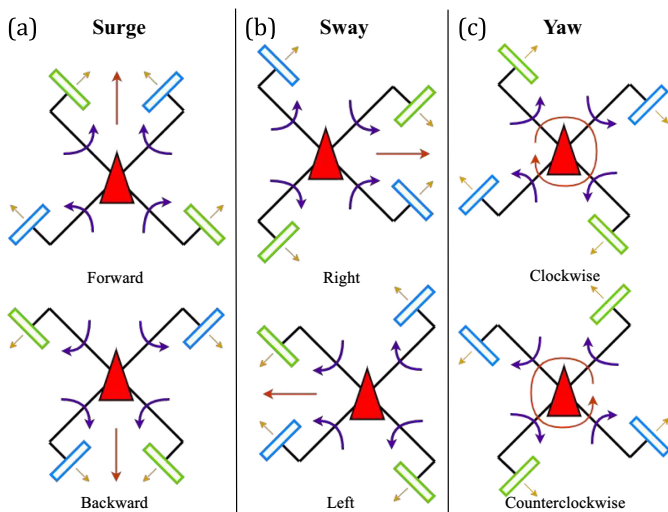 (a) Surge
(b) Sway
(c) Yaw
Forward
Right
Clockwise
Backward
Left
Counterclockwise